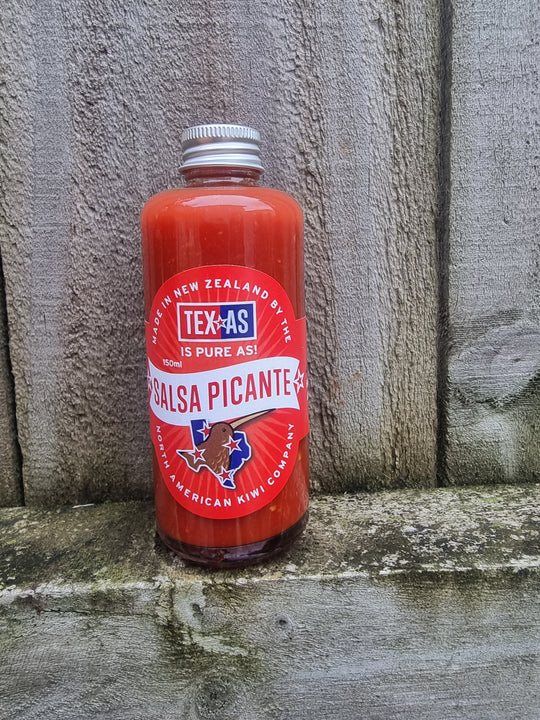 MADE IN NEW ZEALAND BY THE
TEX★AS
IS PURE AS!
150ml
SALSA PICANTE
NORTH AMERICAN KIWI COMPANY